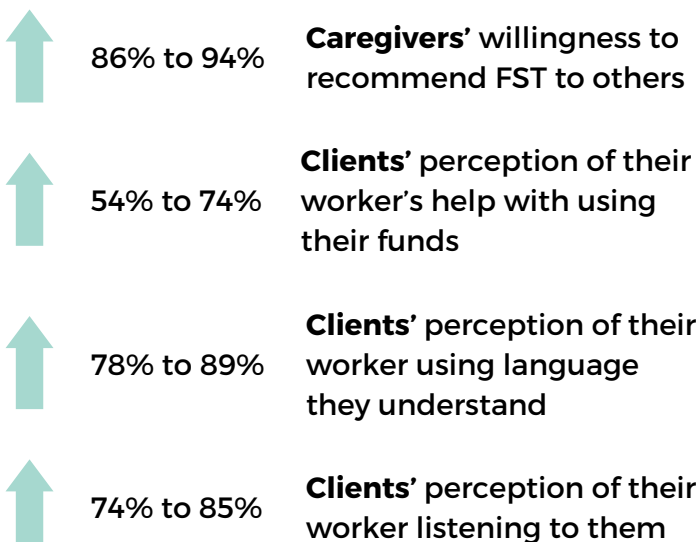 86% to 94%
Caregivers’ willingness to
recommend FST to others
54% to 74%
Clients’ perception of their
worker’s help with using
their funds
78% to 89%
Clients’ perception of their
worker using language
they understand
74% to 85%
Clients’ perception of their
worker listening to them